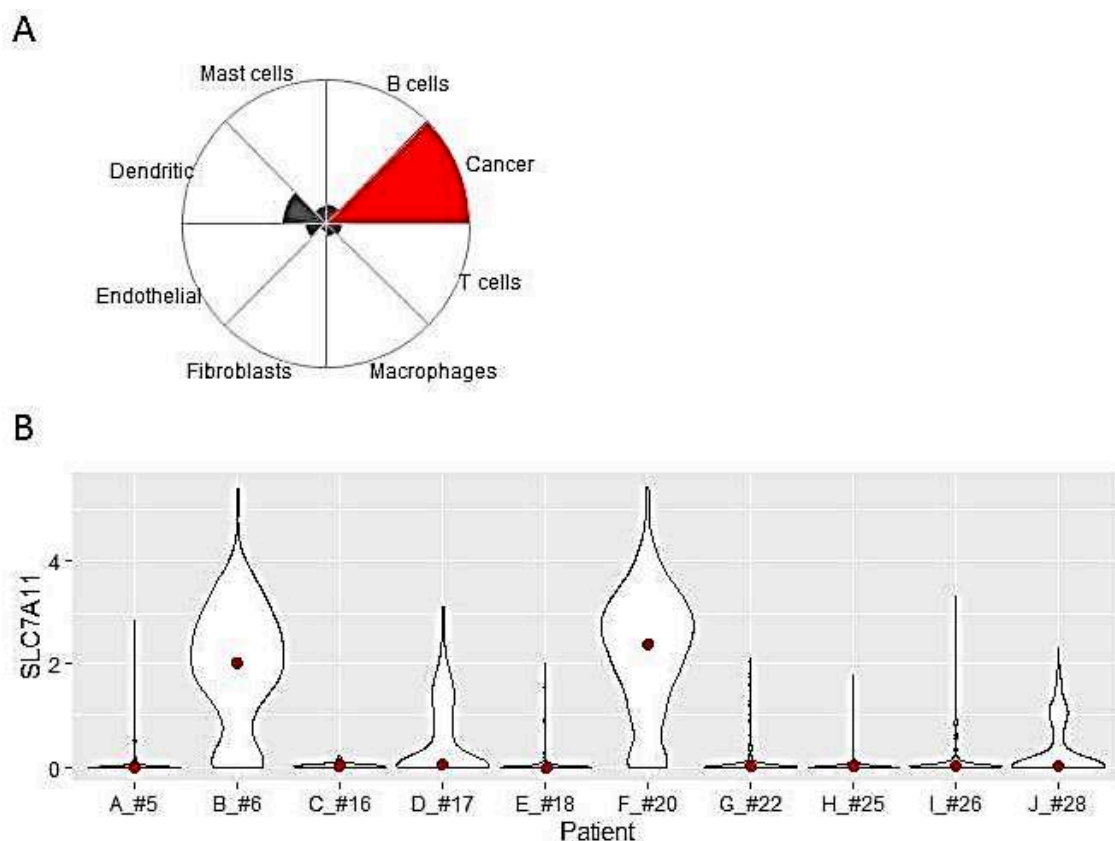 A
Mast cells
B cells
Dendritic
Cancer
Endothelial
T cells
Fibroblasts
Macrophages
B
SLC7A11
4
2
0
A_#5 B_#6 C_#16 D_#17 E_#18 F_#20 G_#22 H_#25 I_#26 J_#28
Patient